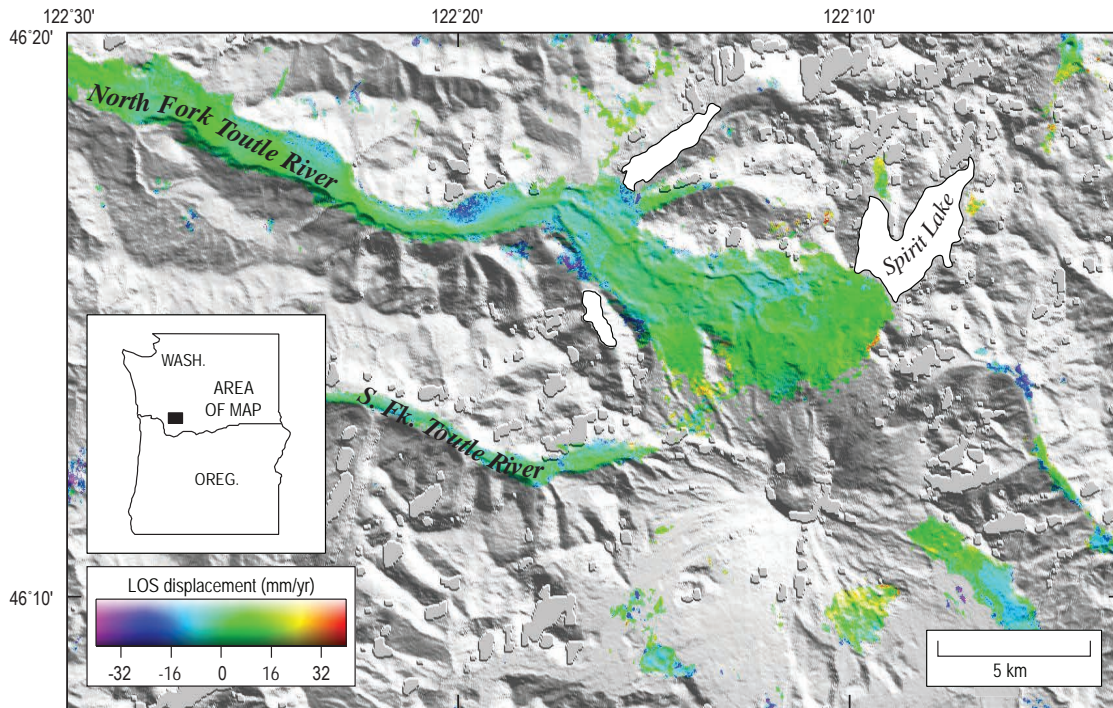 122°30' 122°20' 122°10'
46°20'
North Fork Toutle River
Spirit Lake
WASH.
AREA
OF MAP
OREG.
S. Fk. Toutle River
LOS displacement (mm/yr)
-32 -16 0 16 32
46°10'
5 km